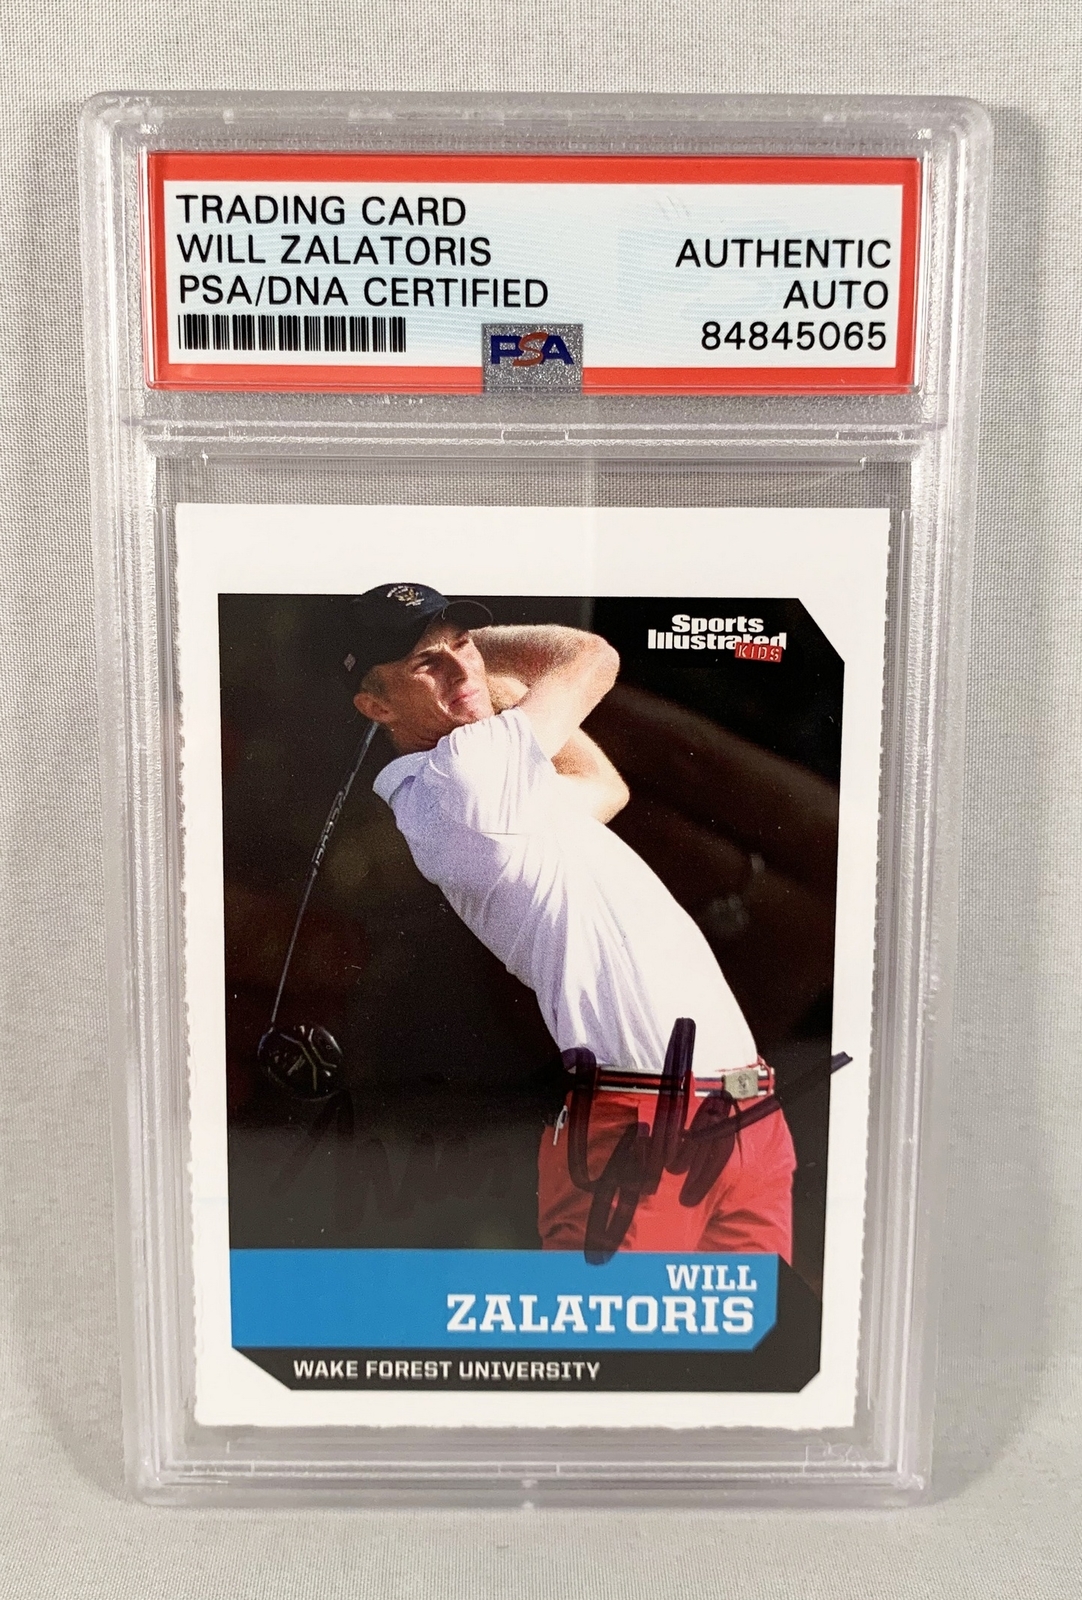 TRADING CARD
WILL ZALATORIS
PSA/DNA CERTIFIED
AUTHENTIC
AUTO
84845065
PSA
Sports
Illustrated
KIDS
WILL
ZALATORIS
WAKE FOREST UNIVERSITY